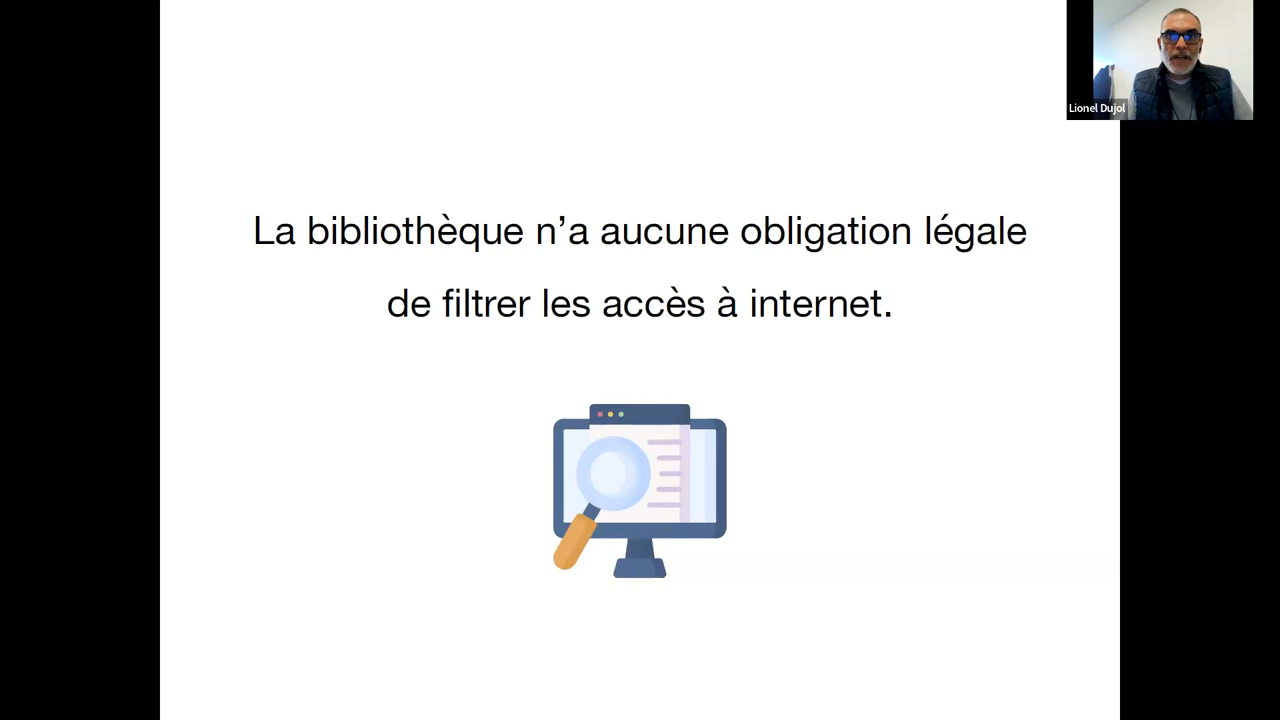 Lionel Dujol
La bibliothèque n’a aucune obligation légale
de filtrer les accès à internet.